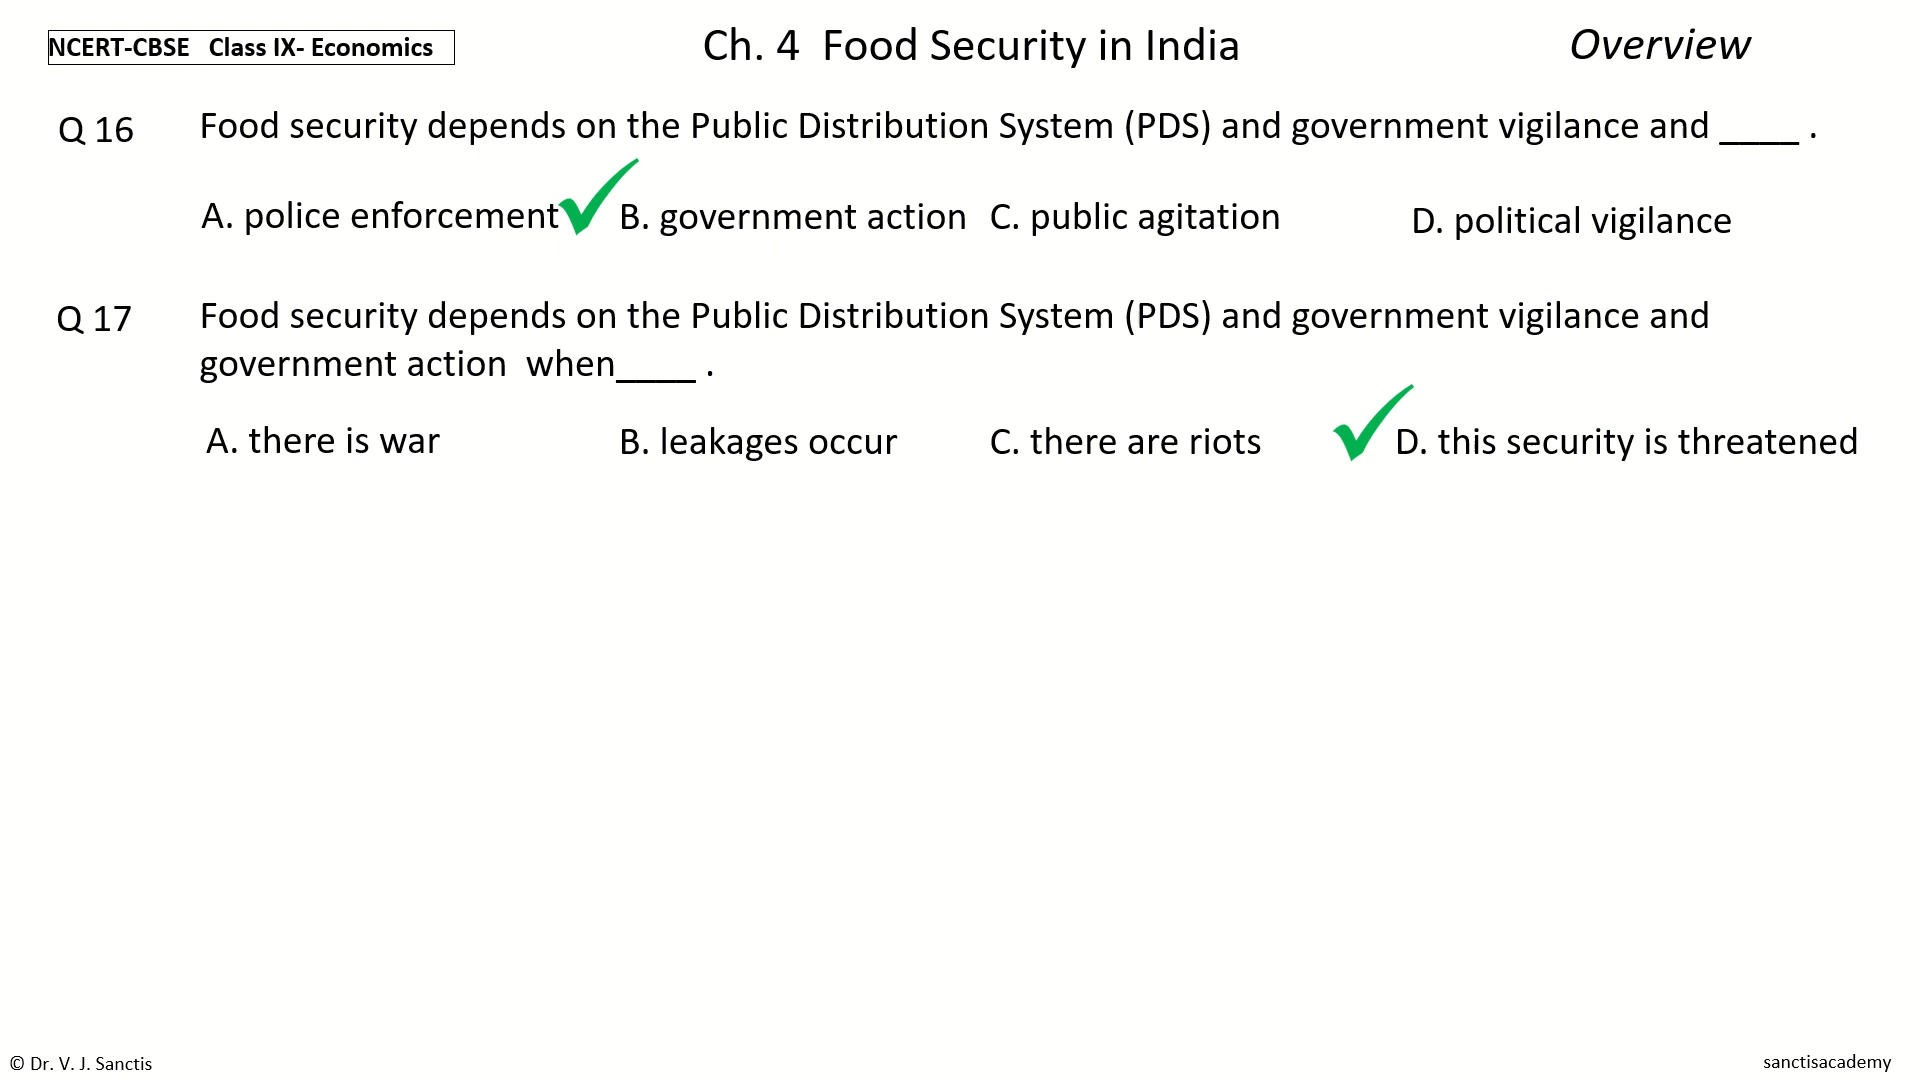 NCERT-CBSE Class IX- Economics
Ch. 4 Food Security in India
Overview
Q 16 Food security depends on the Public Distribution System (PDS) and government vigilance and ____ .
A. police enforcement B. government action C. public agitation D. political vigilance
Q 17 Food security depends on the Public Distribution System (PDS) and government vigilance and
government action when____ .
A. there is war B. leakages occur C. there are riots D. this security is threatened
© Dr. V. J. Sanctis
sanctisacademy